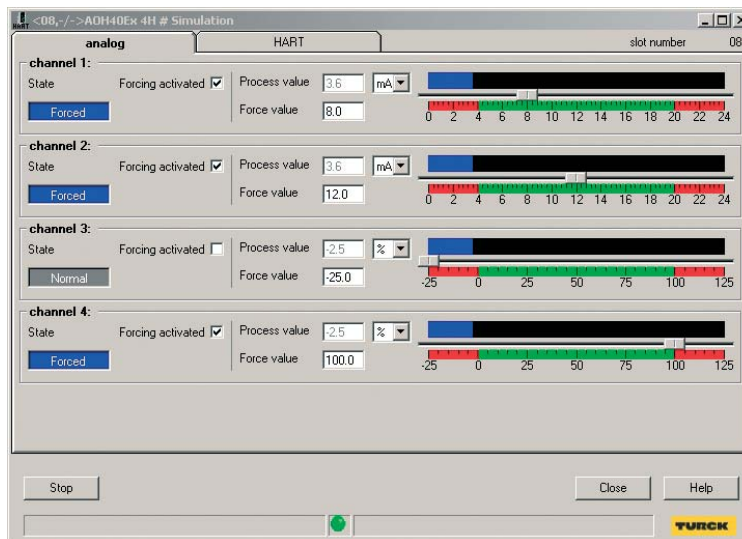 HART <08,-/->AOH40Ex 4H # Simulation
analog HART slot number 08
channel 1:
State Forcing activated Process value 3.6 mA
Forced Force value 8.0
0 2 4 6 8 10 12 14 16 18 20 22 24
channel 2:
State Forcing activated Process value 3.6 mA
Forced Force value 12.0
0 2 4 6 8 10 12 14 16 18 20 22 24
channel 3:
State Forcing activated Process value -2.5 %
Normal Force value -25.0
-25 0 25 50 75 100 125
channel 4:
State Forcing activated Process value -2.5 %
Forced Force value 100.0
-25 0 25 50 75 100 125
Stop Close Help
TURCK